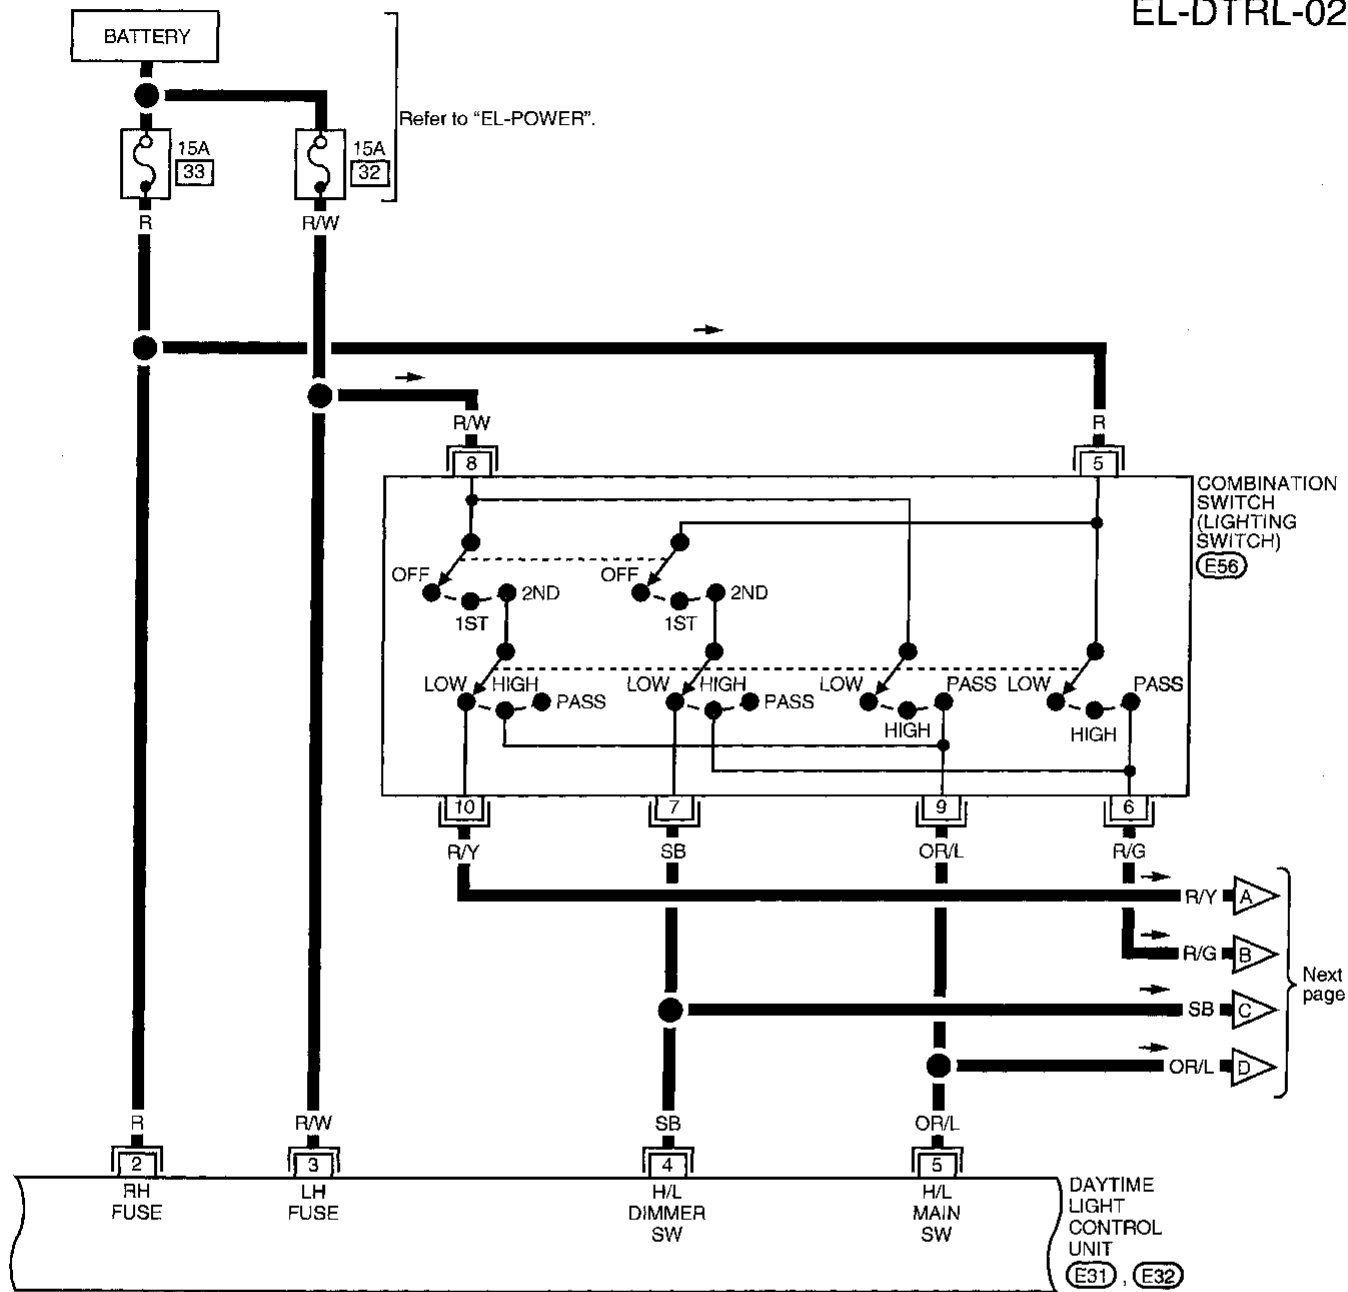 EL-DTRL-02
BATTERY
Refer to "EL-POWER".
15A
33
15A
32
R
R/W
R/W
R
8
5
COMBINATION
SWITCH
(LIGHTING
SWITCH)
E56
OFF
1ST
2ND
OFF
1ST
2ND
LOW
HIGH
PASS
LOW
HIGH
PASS
LOW
HIGH
PASS
LOW
HIGH
PASS
10
7
9
6
R/Y
SB
OR/L
R/G
R/Y A
R/G B
SB C
OR/L D
Next
page
R
R/W
SB
OR/L
2
3
4
5
RH
FUSE
LH
FUSE
H/L
DIMMER
SW
H/L
MAIN
SW
DAYTIME
LIGHT
CONTROL
UNIT
E31 , E32